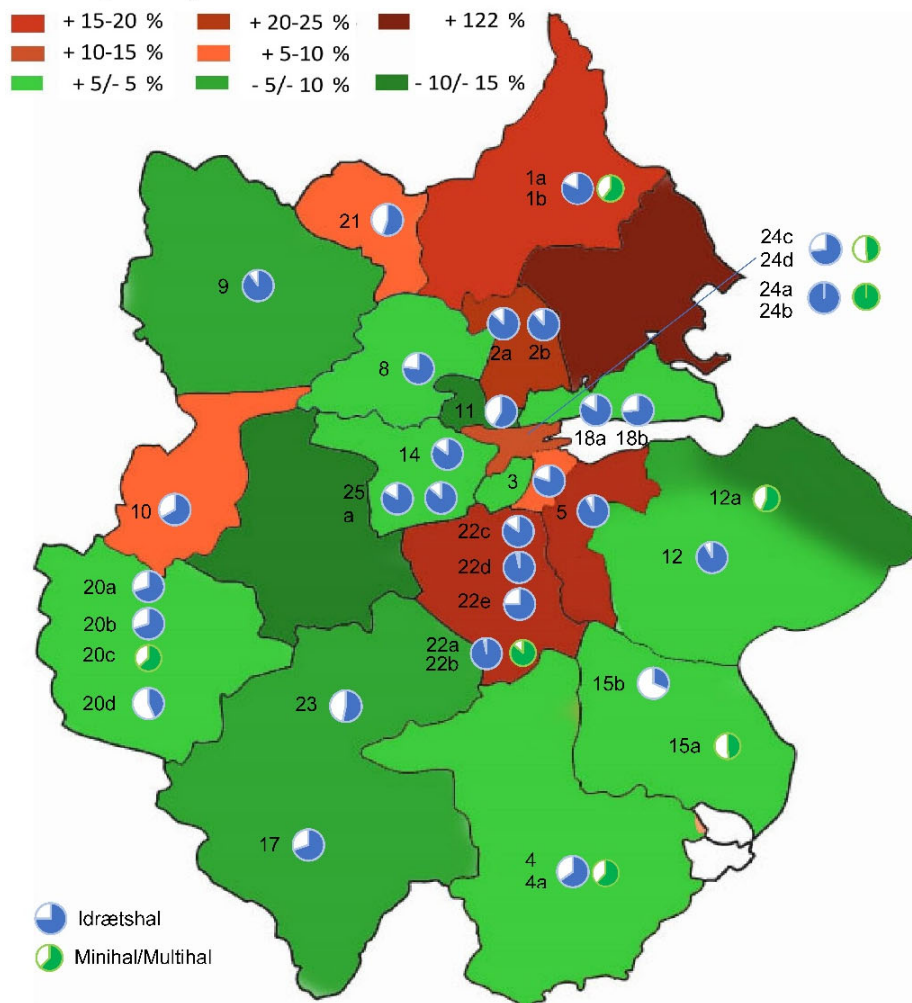 + 15-20 % + 20-25 % + 122 %
+ 10-15 % + 5-10 %
+ 5/- 5 % - 5/- 10 % - 10/- 15 %
1a
1b
21
24c
24d
9
24a
24b
2a 2b
8
11
18a 18b
14
3
25
a
12a
10
5
22c
12
22d
20a
22e
20b
22a
22b
20c
15b
20d
23
15a
17
4
4a
Idrætshal
Minihal/Multihal